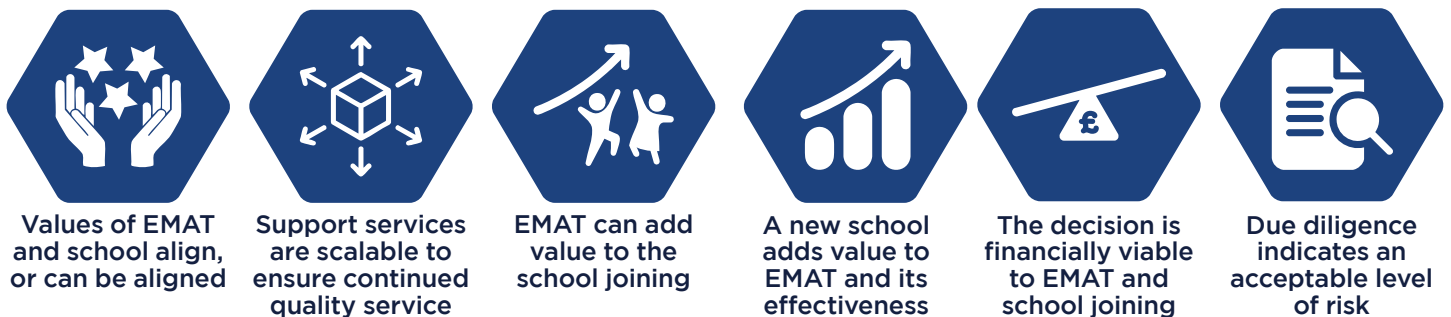 £
Values of EMAT
and school align,
or can be aligned
Support services
are scalable to
ensure continued
quality service
EMAT can add
value to the
school joining
A new school
adds value to
EMAT and its
effectiveness
The decision is
financially viable
to EMAT and
school joining
Due diligence
indicates an
acceptable level
of risk